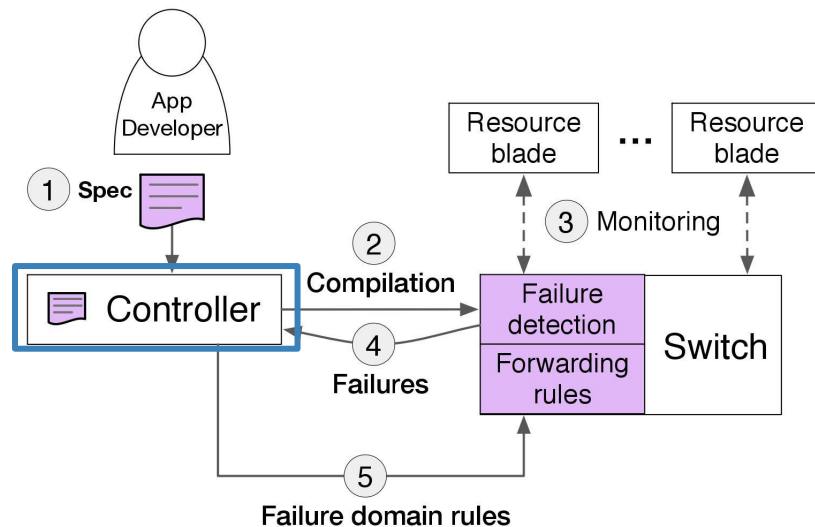 App
Developer
1 Spec
Controller
2
Compilation
4
Failures
5
Failure domain rules
Resource
blade
...
Resource
blade
3 Monitoring
Failure
detection
Forwarding
rules
Switch